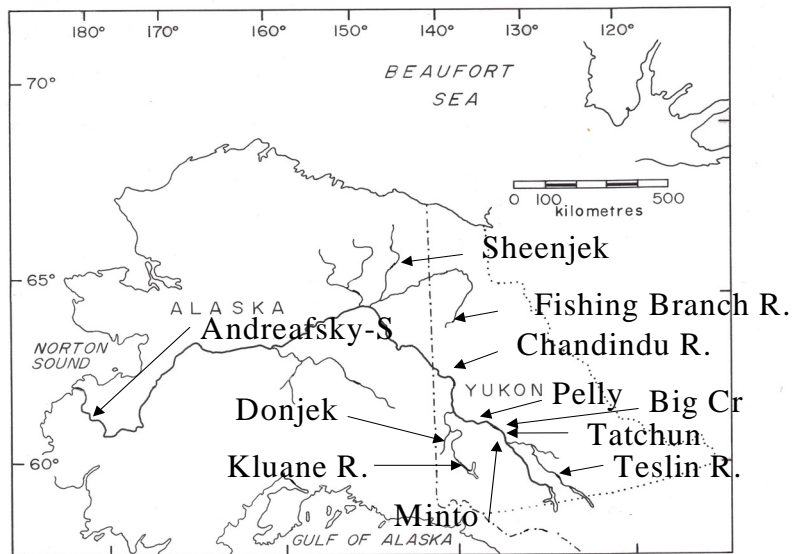 180° 170° 160° 150° 140° 130° 120°
BEAUFORT
SEA
70°
0 100 500
kilometres
Sheenjek
65°
ALASKA
Fishing Branch R.
Andreafsky-S
Chandindu R.
NORTON
SOUND
YUKON
Pelly
Big Cr
Donjek
Tatchun
60°
Kluane R.
Teslin R.
Minto
GULF OF ALASKA